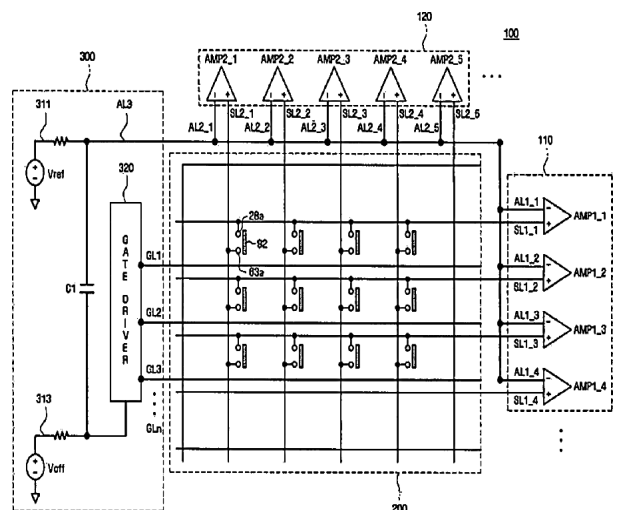 120
100
AMP2_1 AMP2_2 AMP2_3 AMP2_4 AMP2_5
300
SL2_1 SL2_2 SL2_3 SL2_4 SL2_5
AL2_1 AL2_2 AL2_3 AL2_4 AL2_5
311
AL3
110
Vref
320
28a
92
63a
AL1_1
SL1_1
AMP1_1
GATE DRIVER
GL1
AL1_2
SL1_2
AMP1_2
C1
GL2
AL1_3
SL1_3
AMP1_3
GL3
AL1_4
SL1_4
AMP1_4
313
GLn
Voff
200